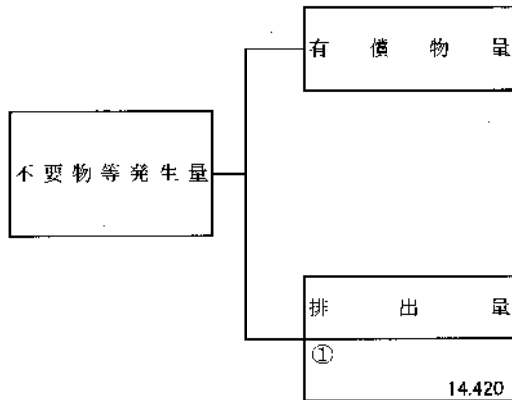 有償物量
不要物等発生量
排出量
①
14.420